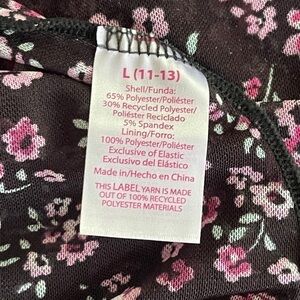 L (11-13)
Shell/Funda:
65% Polyester/Poliéster
30% Recycled Polyester/
Poliéster Reciclado
5% Spandex
Lining/Forro:
100% Polyester/Poliéster
Exclusive of Elastic
Exclusivo del Elástico
Made in/Hecho en China
THIS LABEL YARN IS MADE
OUT OF 100% RECYCLED
POLYESTER MATERIALS